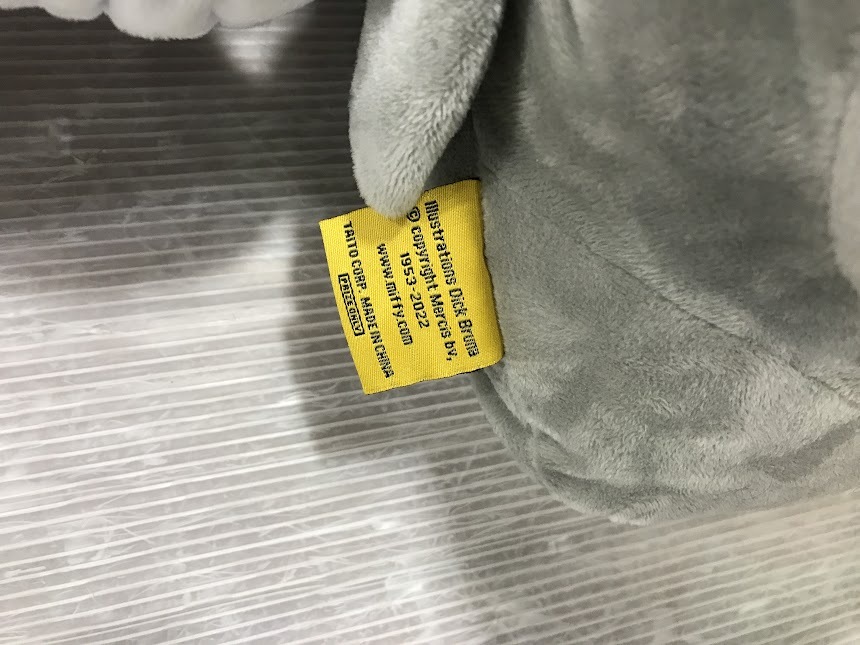 Illustrations Dick Bruna
© copyright Mercis bv,
1953-2022
www.miffy.com
TAITO CORP. MADE IN CHINA
PRIZE ONLY